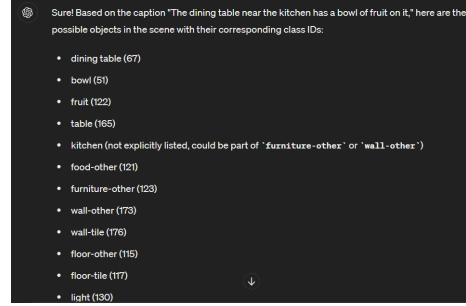 Sure! Based on the caption "The dining table near the kitchen has a bowl of fruit on it," here are the
possible objects in the scene with their corresponding class IDs:
• dining table (67)
• bowl (51)
• fruit (122)
• table (165)
• kitchen (not explicitly listed, could be part of `furniture-other` or `wall-other`)
• food-other (121)
• furniture-other (123)
• wall-other (173)
• wall-tile (176)
• floor-other (115)
• floor-tile (117)
• light (130)